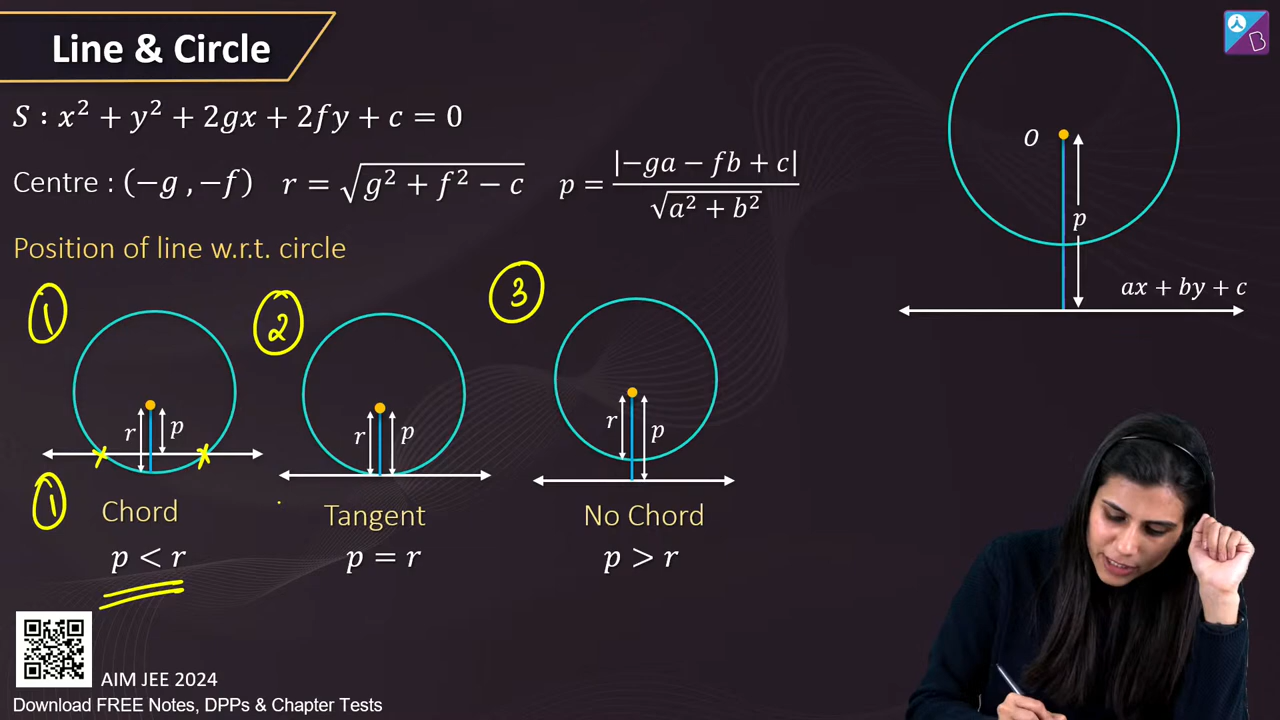 Line & Circle
S : x² + y² + 2gx + 2fy + c = 0
Centre : (−g , −f) r = √(g² + f² − c) p = |−ga − fb + c| / √(a² + b²)
O
p
ax + by + c
Position of line w.r.t. circle
① ② ③
r p r p r p
① Chord Tangent No Chord
p < r p = r p > r
AIM JEE 2024
Download FREE Notes, DPPs & Chapter Tests
B